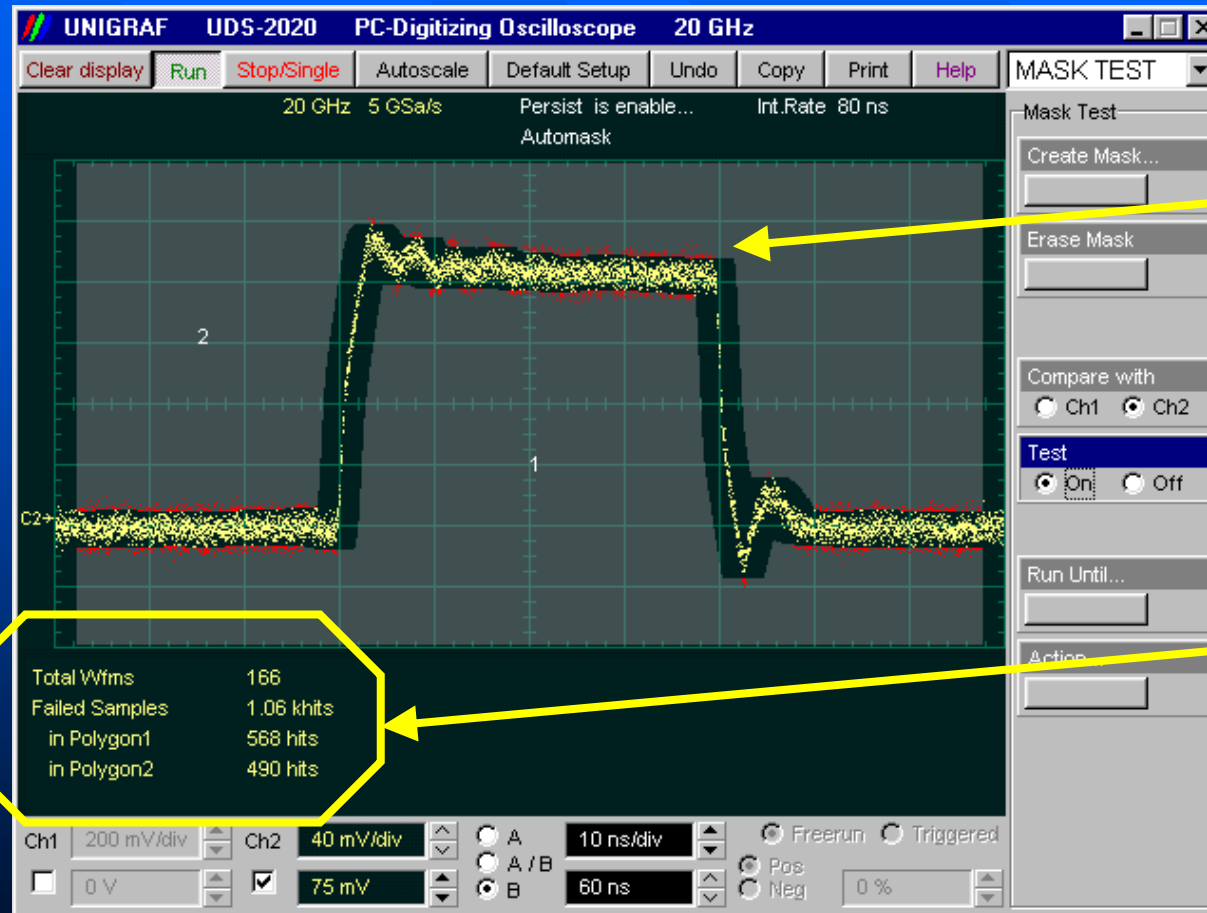 UNIGRAF UDS-2020 PC-Digitizing Oscilloscope 20 GHz
Clear display Run Stop/Single Autoscale Default Setup Undo Copy Print Help MASK TEST
20 GHz 5 GSa/s Persist is enable... Int.Rate 80 ns
Automask
Mask Test
Create Mask...
Erase Mask
2
Compare with
Ch1 Ch2
1
Test
On Off
C2
Run Until...
Action...
Total Wfms 166
Failed Samples 1.06 khits
in Polygon1 568 hits
in Polygon2 490 hits
Ch1 200 mV/div Ch2 40 mV/div A 10 ns/div Freerun Triggered
A / B Pos
0 V 75 mV B 60 ns Neg 0 %